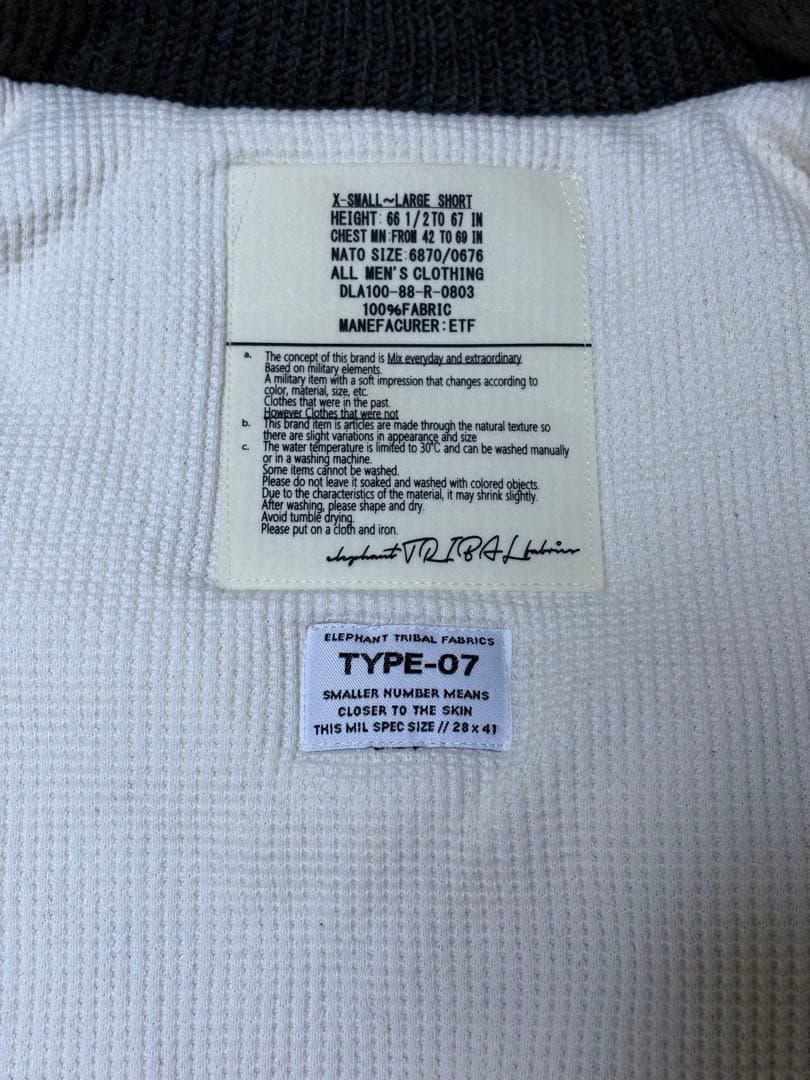 X-SMALL~LARGE SHORT
HEIGHT: 66 1/2TO 67 IN
CHEST MN:FROM 42 TO 69 IN
NATO SIZE:6870/0676
ALL MEN'S CLOTHING
DLA100-88-R-0803
100%FABRIC
MANEFACURER:ETF
a. The concept of this brand is Mix everyday and extraordinary
Based on military elements.
A military item with a soft impression that changes according to
color, material, size, etc.
Clothes that were in the past.
However Clothes that were not
b. This brand item is articles are made through the natural texture so
there are slight variations in appearance and size
c. The water temperature is limited to 30℃ and can be washed manually
or in a washing machine.
Some items cannot be washed.
Please do not leave it soaked and washed with colored objects.
Due to the characteristics of the material, it may shrink slightly.
After washing, please shape and dry.
Avoid tumble drying.
Please put on a cloth and iron.
elephant TRIBAL fabrics
ELEPHANT TRIBAL FABRICS
TYPE-07
SMALLER NUMBER MEANS
CLOSER TO THE SKIN
THIS MIL SPEC SIZE // 28 x 41